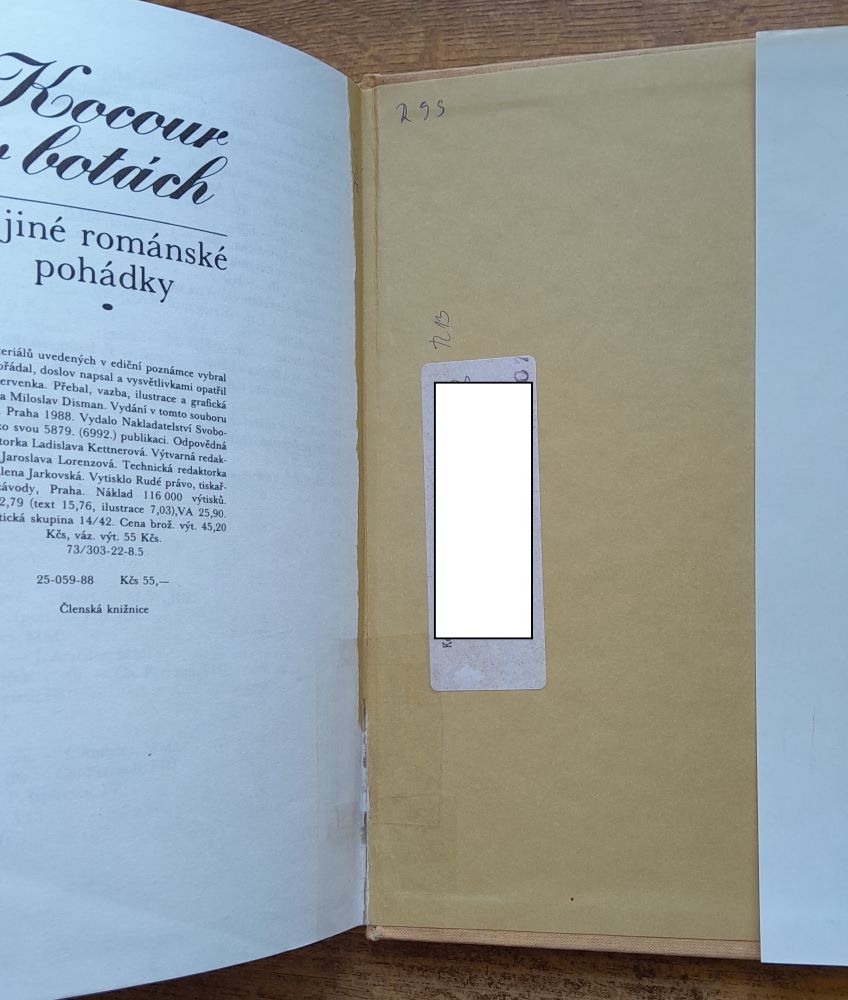 Kocour
v botách
jiné románské
pohádky
teriálů uvedených v ediční poznámce vybral
ořádal, doslov napsal a vysvětlivkami opatřil
ervenka. Přebal, vazba, ilustrace a grafická
a Miloslav Disman. Vydání v tomto souboru
. Praha 1988. Vydalo Nakladatelství Svobo-
ko svou 5879. (6992.) publikaci. Odpovědná
torka Ladislava Kettnerová. Výtvarná redak-
Jaroslava Lorenzová. Technická redaktorka
lena Jarkovská. Vytisklo Rudé právo, tiskař-
závody, Praha. Náklad 116 000 výtisků.
2,79 (text 15,76, ilustrace 7,03),VA 25,90.
tická skupina 14/42. Cena brož. výt. 45,20
Kčs, váz. výt. 55 Kčs.
73/303-22-8.5
25-059-88 Kčs 55,—
Členská knižnice